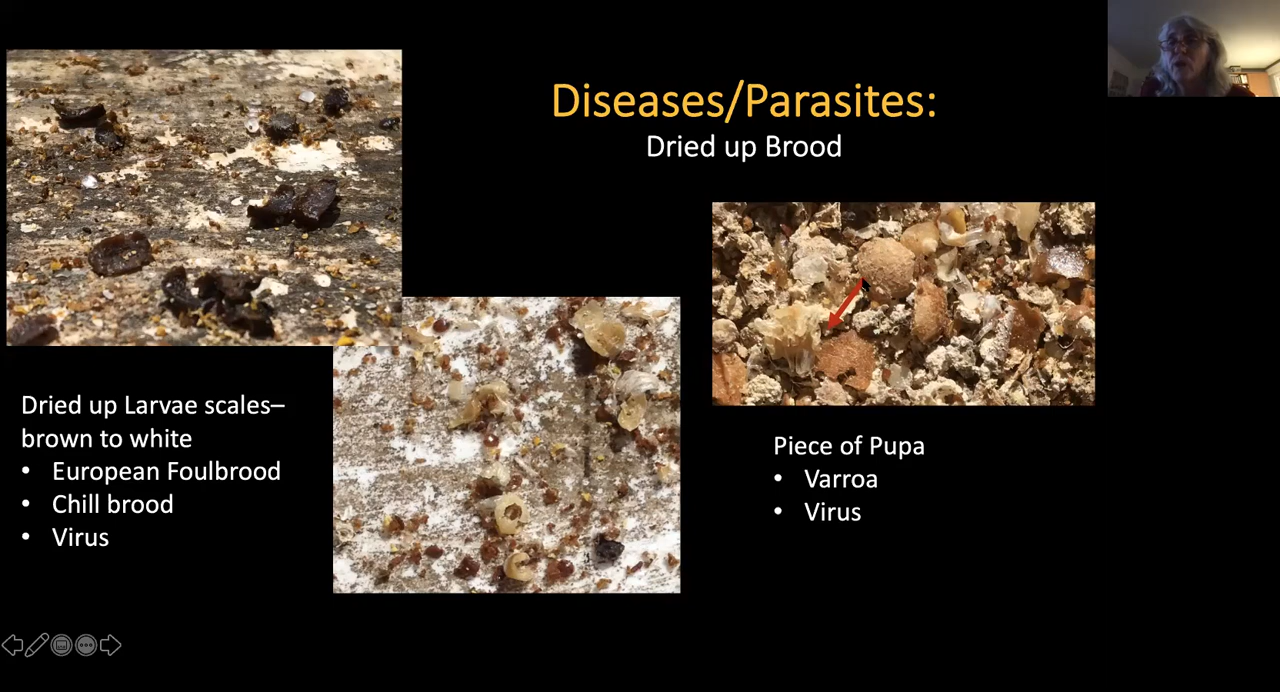 Diseases/Parasites:
Dried up Brood
Dried up Larvae scales–
brown to white
• European Foulbrood
• Chill brood
• Virus
Piece of Pupa
• Varroa
• Virus